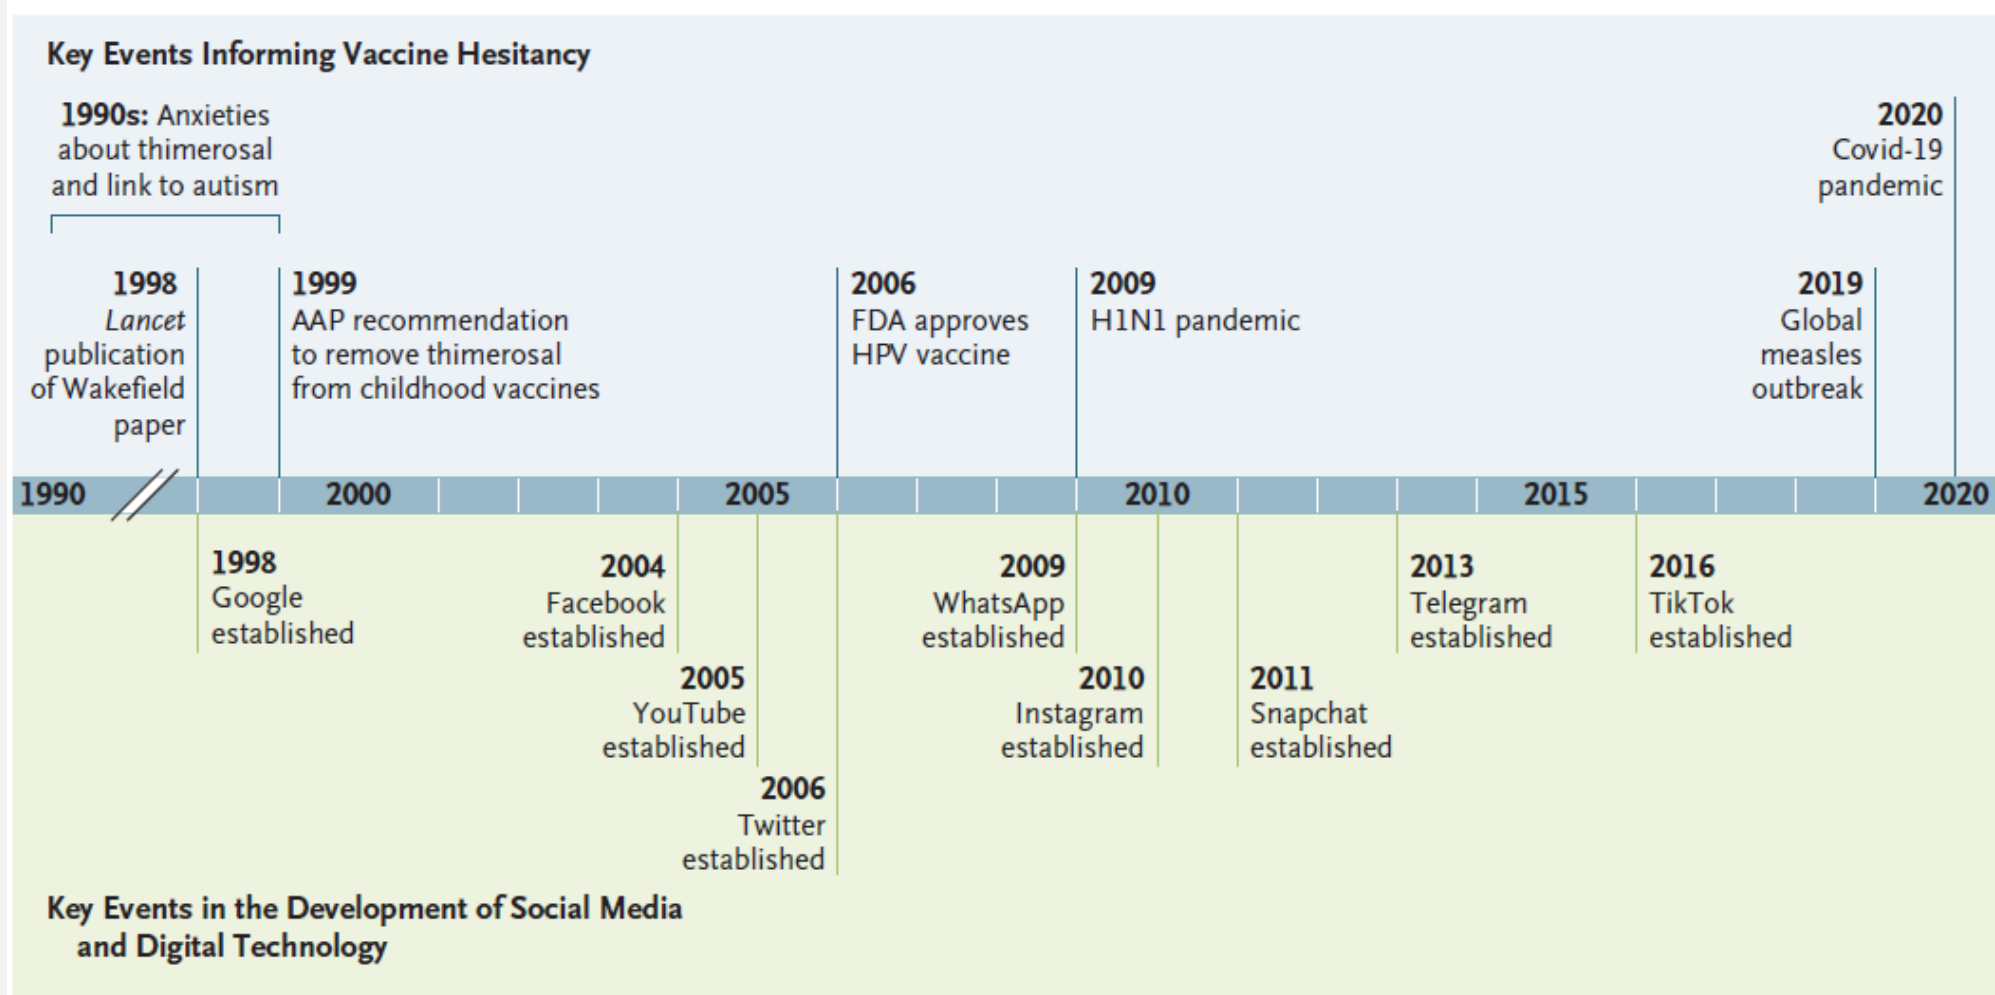 Key Events Informing Vaccine Hesitancy
1990s: Anxieties
about thimerosal
and link to autism
2020
Covid-19
pandemic
1998
Lancet
publication
of Wakefield
paper
1999
AAP recommendation
to remove thimerosal
from childhood vaccines
2006
FDA approves
HPV vaccine
2009
H1N1 pandemic
2019
Global
measles
outbreak
1990
2000
2005
2010
2015
2020
1998
Google
established
2004
Facebook
established
2005
YouTube
established
2006
Twitter
established
2009
WhatsApp
established
2010
Instagram
established
2011
Snapchat
established
2013
Telegram
established
2016
TikTok
established
Key Events in the Development of Social Media
and Digital Technology